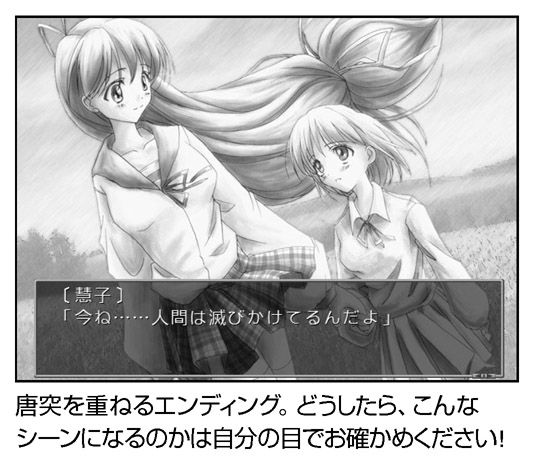 ［慧子］
「今ね……人間は滅びかけてるんだよ」
唐突を重ねるエンディング。どうしたら、こんな
シーンになるのかは自分の目でお確かめください！